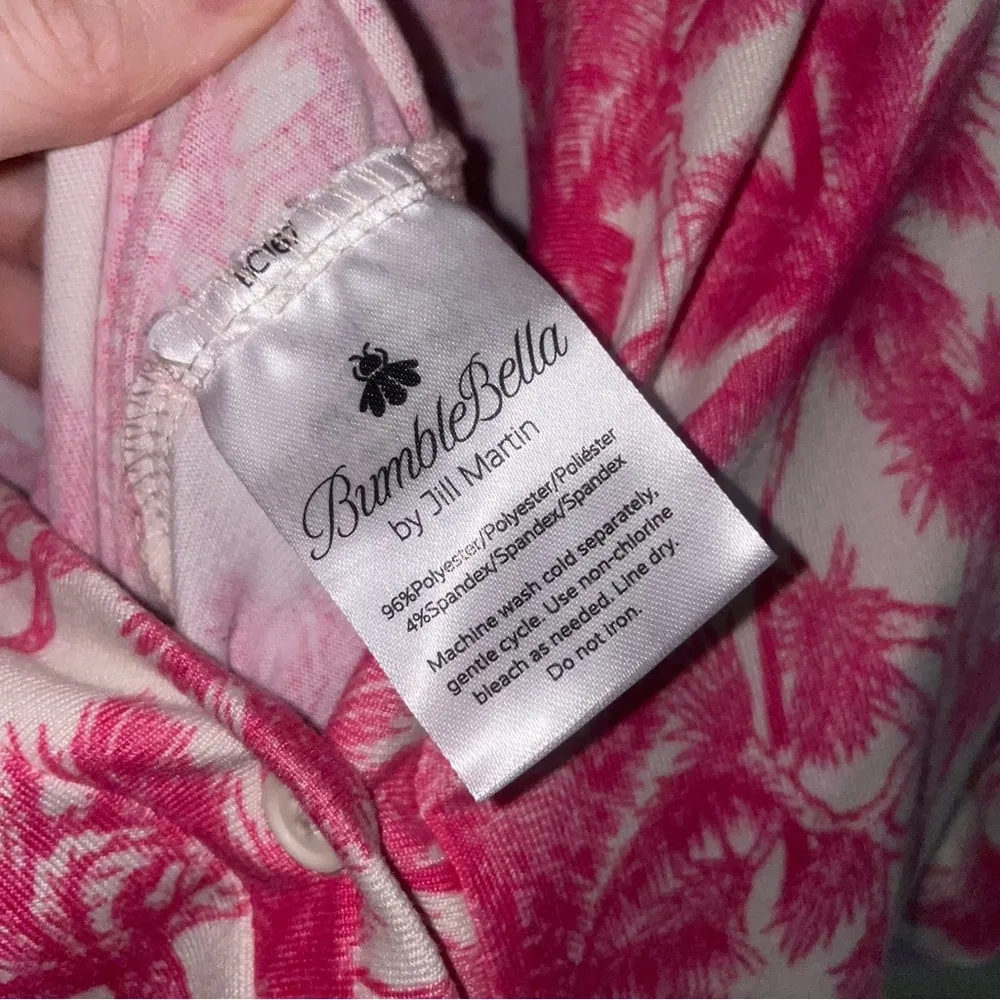 BumbleBella
by Jill Martin
96%Polyester/Polyester/Poliéster
4%Spandex/Spandex/Spandex
Machine wash cold separately,
gentle cycle. Use non-chlorine
bleach as needed. Line dry.
Do not iron.